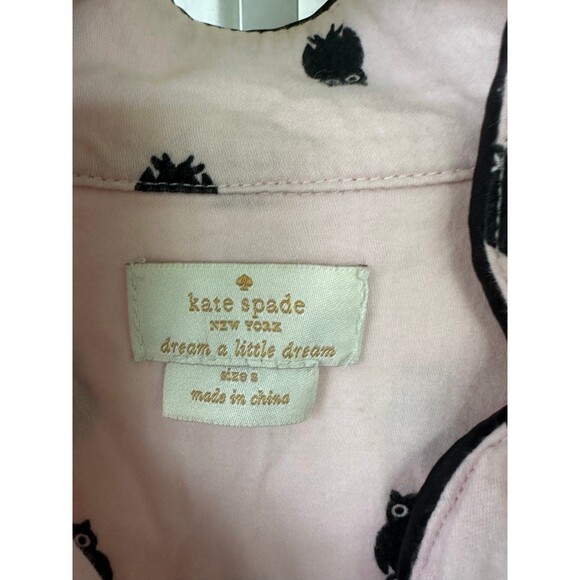 kate spade
NEW YORK
dream a little dream
size s
made in china